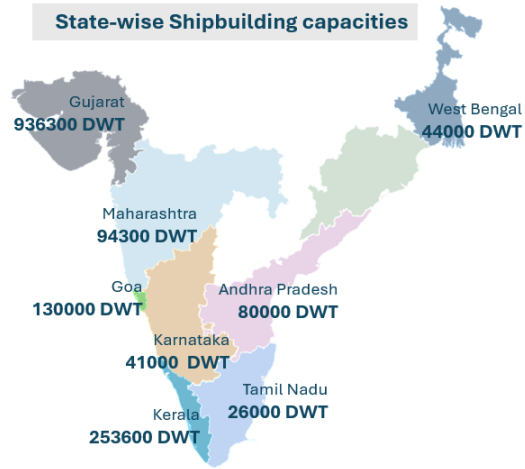 State-wise Shipbuilding capacities
Gujarat
936300 DWT
West Bengal
44000 DWT
Maharashtra
94300 DWT
Goa
130000 DWT
Andhra Pradesh
80000 DWT
Karnataka
41000 DWT
Tamil Nadu
26000 DWT
Kerala
253600 DWT